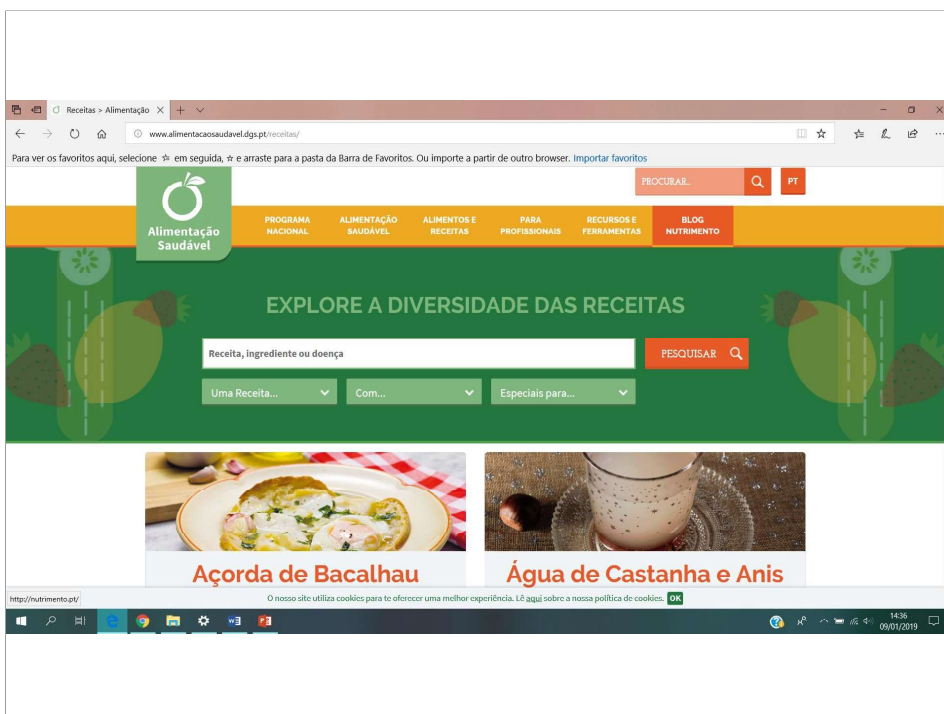 Receitas > Alimentação
www.alimentacaosaudavel.dgs.pt/receitas/
Para ver os favoritos aqui, selecione em seguida, e arraste para a pasta da Barra de Favoritos. Ou importe a partir de outro browser. Importar favoritos
PROCURAR...
PT
Alimentação
Saudável
PROGRAMA
NACIONAL
ALIMENTAÇÃO
SAUDÁVEL
ALIMENTOS E
RECEITAS
PARA
PROFISSIONAIS
RECURSOS E
FERRAMENTAS
BLOG
NUTRIMENTO
EXPLORE A DIVERSIDADE DAS RECEITAS
Receita, ingrediente ou doença
PESQUISAR
Uma Receita...
Com...
Especiais para...
Açorda de Bacalhau
Água de Castanha e Anis
http://nutrimento.pt/
O nosso site utiliza cookies para te oferecer uma melhor experiência. Lê aqui sobre a nossa política de cookies. OK
14:36
09/01/2019